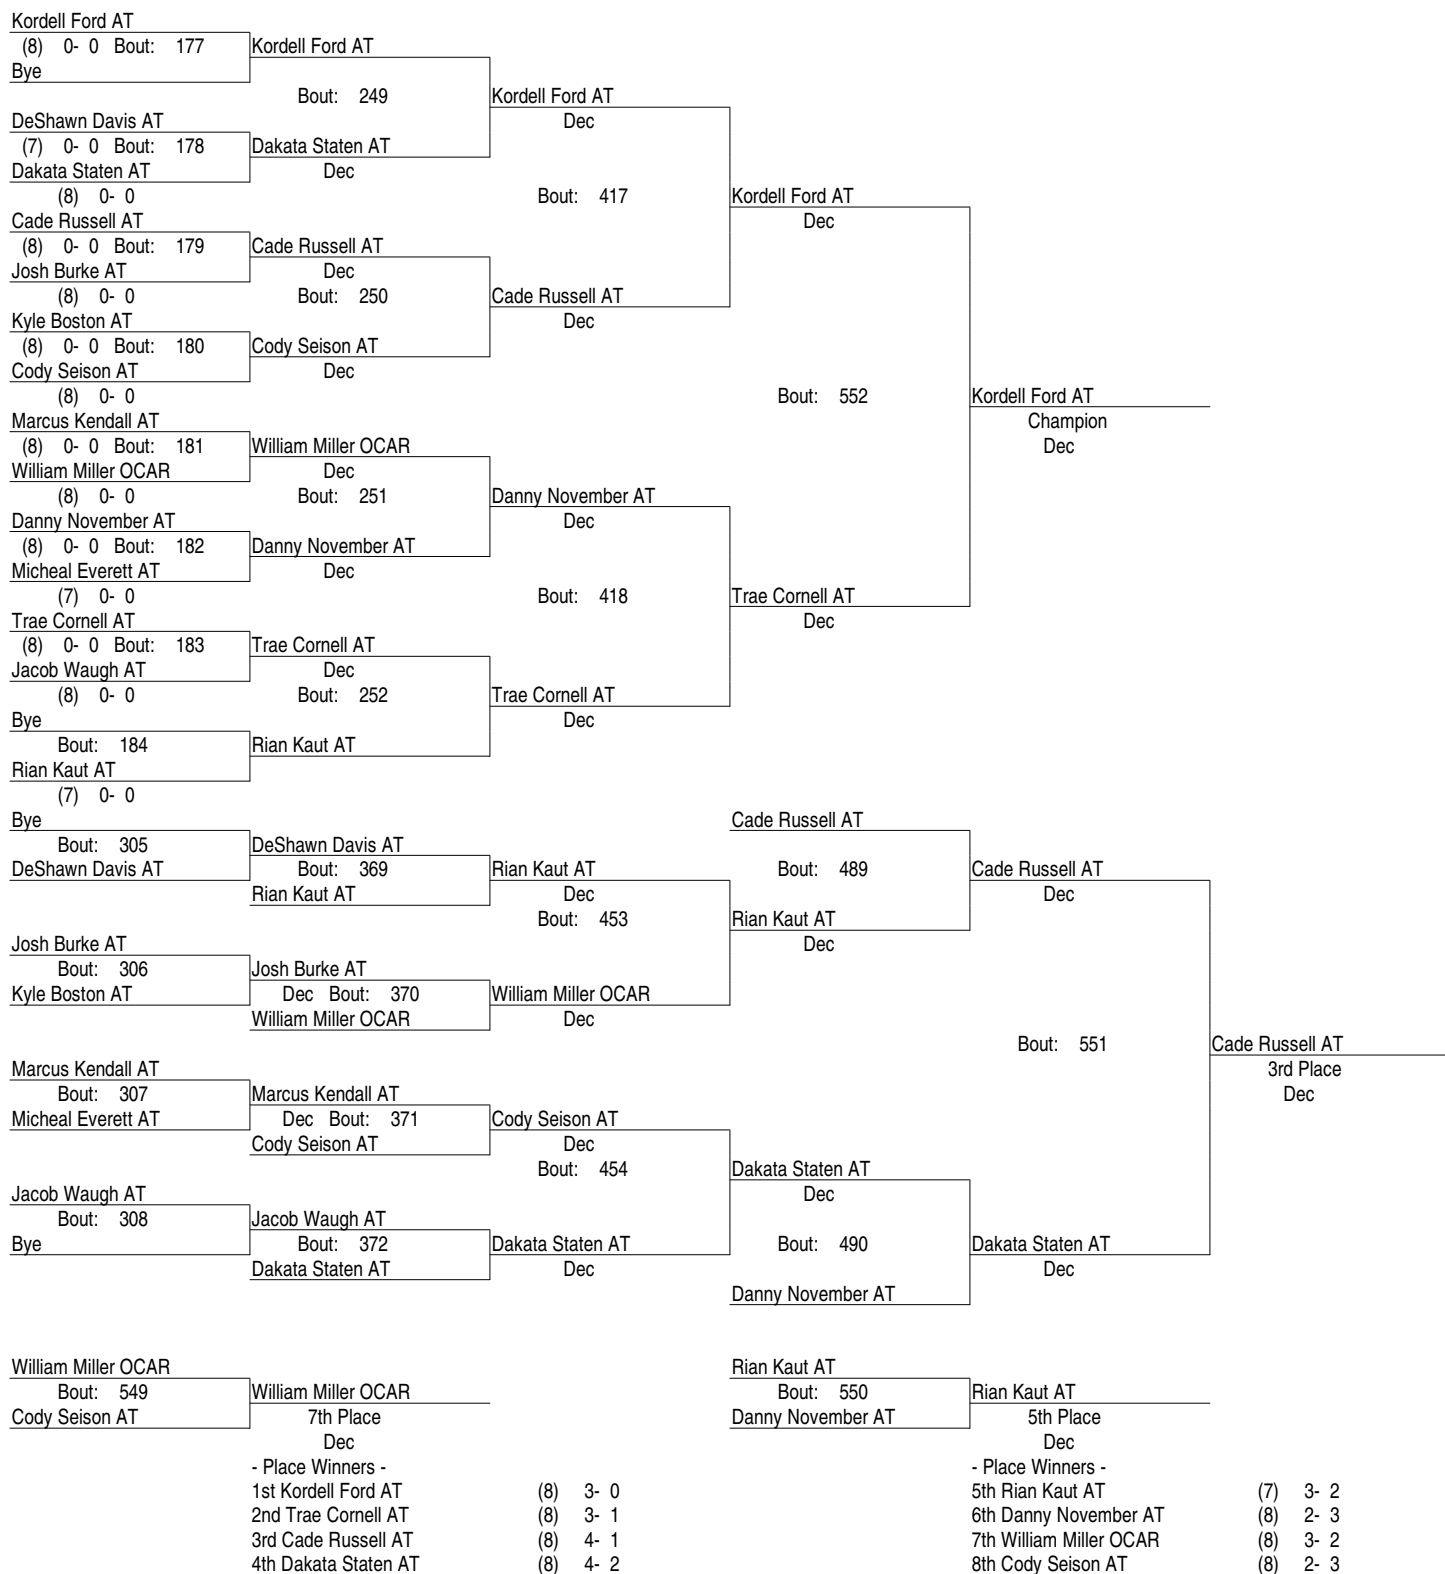 Kordell Ford AT
(8) 0- 0 Bout: 177 Kordell Ford AT
Bye
Bout: 249 Kordell Ford AT
DeShawn Davis AT Dec
(7) 0- 0 Bout: 178 Dakata Staten AT
Dakata Staten AT Dec
(8) 0- 0 Bout: 417 Kordell Ford AT
Cade Russell AT Dec
(8) 0- 0 Bout: 179 Cade Russell AT
Josh Burke AT Dec
(8) 0- 0 Bout: 250 Cade Russell AT
Kyle Boston AT Dec
(8) 0- 0 Bout: 180 Cody Seison AT
Cody Seison AT Dec
(8) 0- 0 Bout: 552 Kordell Ford AT
Marcus Kendall AT Champion
(8) 0- 0 Bout: 181 William Miller OCAR Dec
William Miller OCAR Dec
(8) 0- 0 Bout: 251 Danny November AT
Danny November AT Dec
(8) 0- 0 Bout: 182 Danny November AT
Micheal Everett AT Dec
(7) 0- 0 Bout: 418 Trae Cornell AT
Trae Cornell AT Dec
(8) 0- 0 Bout: 183 Trae Cornell AT
Jacob Waugh AT Dec
(8) 0- 0 Bout: 252 Trae Cornell AT
Bye Dec
Bout: 184 Rian Kaut AT
Rian Kaut AT
(7) 0- 0
Bye Cade Russell AT
Bout: 305 DeShawn Davis AT
DeShawn Davis AT Bout: 369 Rian Kaut AT Bout: 489 Cade Russell AT
Rian Kaut AT Dec Dec
Bout: 453 Rian Kaut AT
Josh Burke AT Dec
Bout: 306 Josh Burke AT
Kyle Boston AT Dec Bout: 370 William Miller OCAR
William Miller OCAR Dec
Bout: 551 Cade Russell AT
Marcus Kendall AT 3rd Place
Bout: 307 Marcus Kendall AT Dec
Micheal Everett AT Dec Bout: 371 Cody Seison AT
Cody Seison AT Dec
Bout: 454 Dakata Staten AT
Jacob Waugh AT Dec
Bout: 308 Jacob Waugh AT
Bye Bout: 372 Dakata Staten AT Bout: 490 Dakata Staten AT
Dakata Staten AT Dec Dec
Danny November AT
William Miller OCAR Rian Kaut AT
Bout: 549 William Miller OCAR Bout: 550 Rian Kaut AT
Cody Seison AT 7th Place Danny November AT 5th Place
Dec Dec
- Place Winners - - Place Winners -
1st Kordell Ford AT (8) 3- 0 5th Rian Kaut AT (7) 3- 2
2nd Trae Cornell AT (8) 3- 1 6th Danny November AT (8) 2- 3
3rd Cade Russell AT (8) 4- 1 7th William Miller OCAR (8) 3- 2
4th Dakata Staten AT (8) 4- 2 8th Cody Seison AT (8) 2- 3